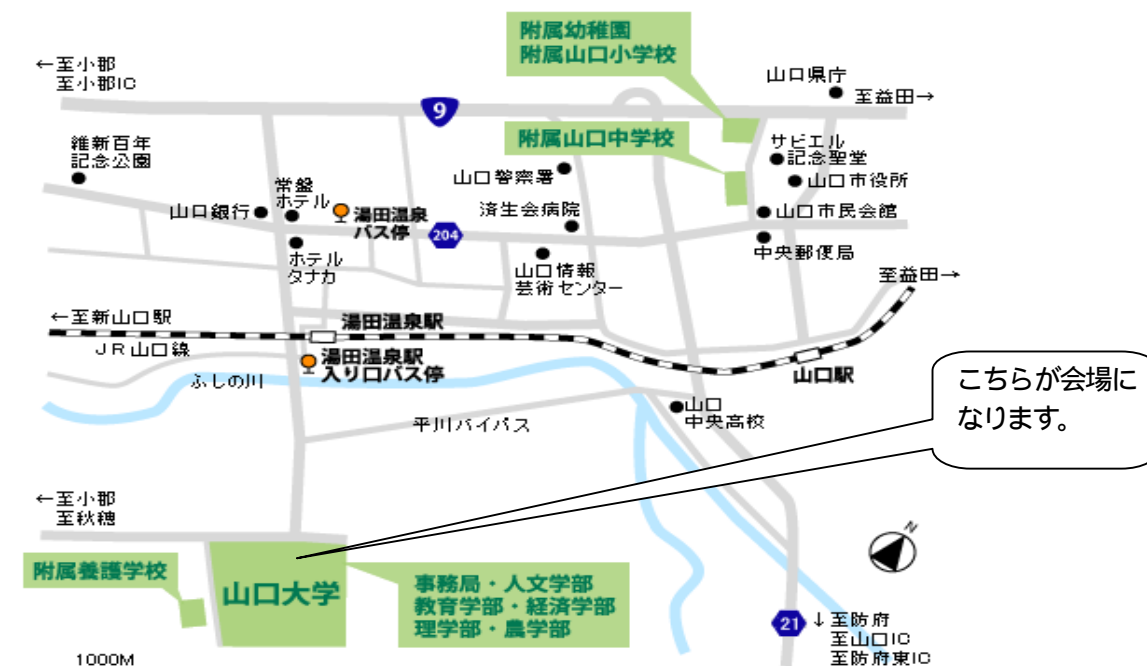 附属幼稚園
附属山口小学校
←至小郡
至小郡IC
山口県庁
至益田→
9
附属山口中学校
維新百年
記念公園
サビエル
記念聖堂
山口警察署
山口市役所
常盤
ホテル
山口銀行
湯田温泉
バス停
済生会病院
山口市民会館
204
ホテル
タナカ
山口情報
芸術センター
中央郵便局
至益田→
←至新山口駅
湯田温泉駅
JR山口線
湯田温泉駅
入り口バス停
山口駅
ふしの川
こちらが会場に
なります。
山口
中央高校
平川バイパス
←至小郡
至秋穂
N
附属養護学校
山口大学
事務局・人文学部
教育学部・経済学部
理学部・農学部
21
↓至防府
至山口IC
至防府東IC
1000M